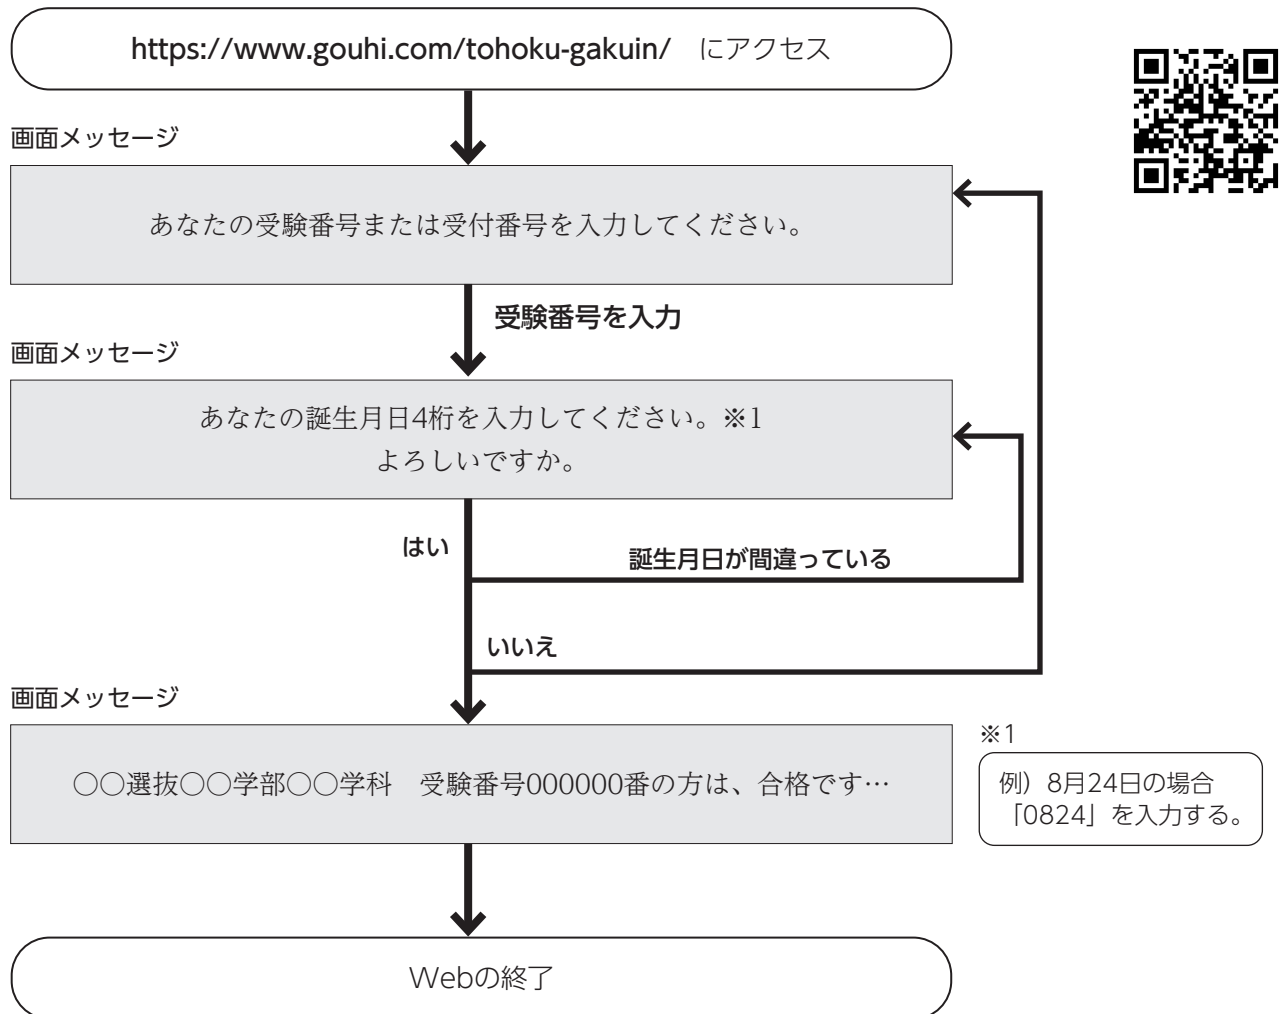 https://www.gouhi.com/tohoku-gakuin/　にアクセス
画面メッセージ
あなたの受験番号または受付番号を入力してください。
受験番号を入力
画面メッセージ
あなたの誕生月日4桁を入力してください。※1
よろしいですか。
はい
誕生月日が間違っている
いいえ
画面メッセージ
○○選抜○○学部○○学科　受験番号000000番の方は、合格です…
※1
例）8月24日の場合
「0824」を入力する。
Webの終了